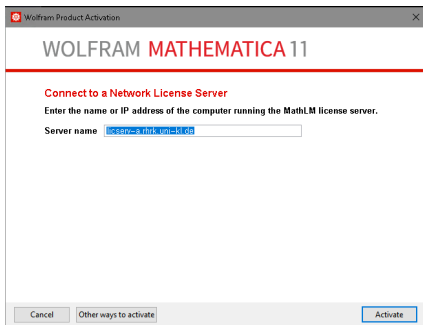 Wolfram Product Activation
WOLFRAM MATHEMATICA 11
Connect to a Network License Server
Enter the name or IP address of the computer running the MathLM license server.
Server name licserv-a.rhrk.uni-kl.de
Cancel Other ways to activate Activate